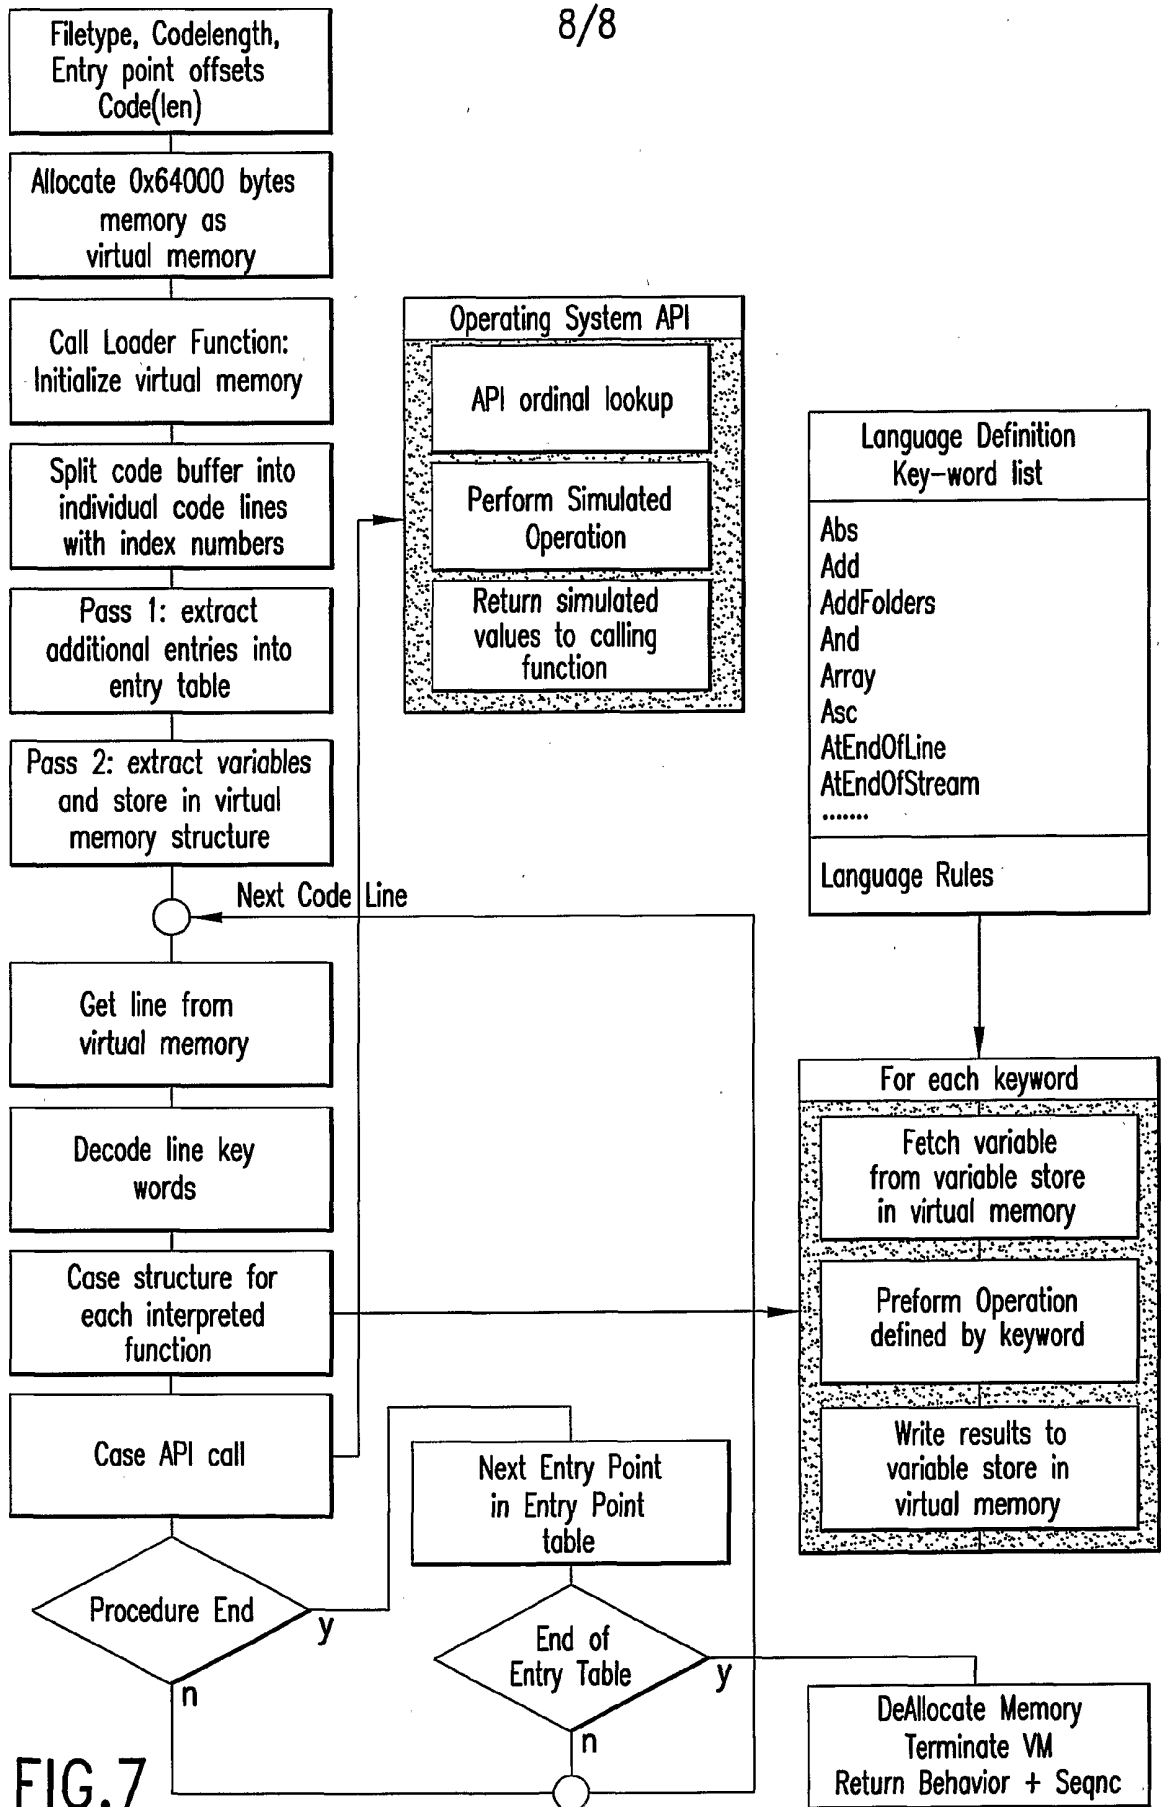 8/8
Filetype, Codelength,
Entry point offsets
Code(len)
Allocate 0x64000 bytes
memory as
virtual memory
Call Loader Function:
Initialize virtual memory
Split code buffer into
individual code lines
with index numbers
Pass 1: extract
additional entries into
entry table
Pass 2: extract variables
and store in virtual
memory structure
Next Code Line
Get line from
virtual memory
Decode line key
words
Case structure for
each interpreted
function
Case API call
Procedure End
y
n
Operating System API
API ordinal lookup
Perform Simulated
Operation
Return simulated
values to calling
function
Next Entry Point
in Entry Point
table
End of
Entry Table
y
n
Language Definition
Key-word list
Abs
Add
AddFolders
And
Array
Asc
AtEndOfLine
AtEndOfStream
.......
Language Rules
For each keyword
Fetch variable
from variable store
in virtual memory
Preform Operation
defined by keyword
Write results to
variable store in
virtual memory
DeAllocate Memory
Terminate VM
Return Behavior + Seqnc
FIG.7